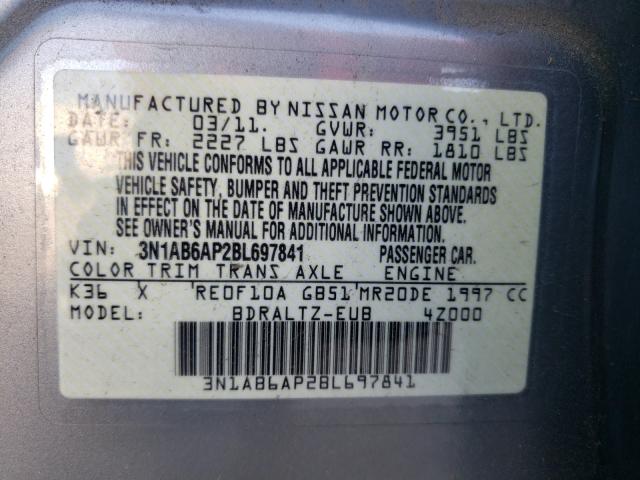 MANUFACTURED BY NISSAN MOTOR CO., LTD.
DATE: 03/11. GVWR: 3951 LBS
GAWR FR: 2227 LBS GAWR RR: 1810 LBS
THIS VEHICLE CONFORMS TO ALL APPLICABLE FEDERAL MOTOR
VEHICLE SAFETY, BUMPER AND THEFT PREVENTION STANDARDS
IN EFFECT ON THE DATE OF MANUFACTURE SHOWN ABOVE.
SEE OWNER'S MANUAL FOR ADDITIONAL INFORMATION.
VIN: 3N1AB6AP2BL697841 PASSENGER CAR.
COLOR TRIM TRANS AXLE ENGINE
K36 X RE0F10A GB51 MR20DE 1997 CC
MODEL: BDRALTZ-EUB 4Z000
3N1AB6AP2BL697841